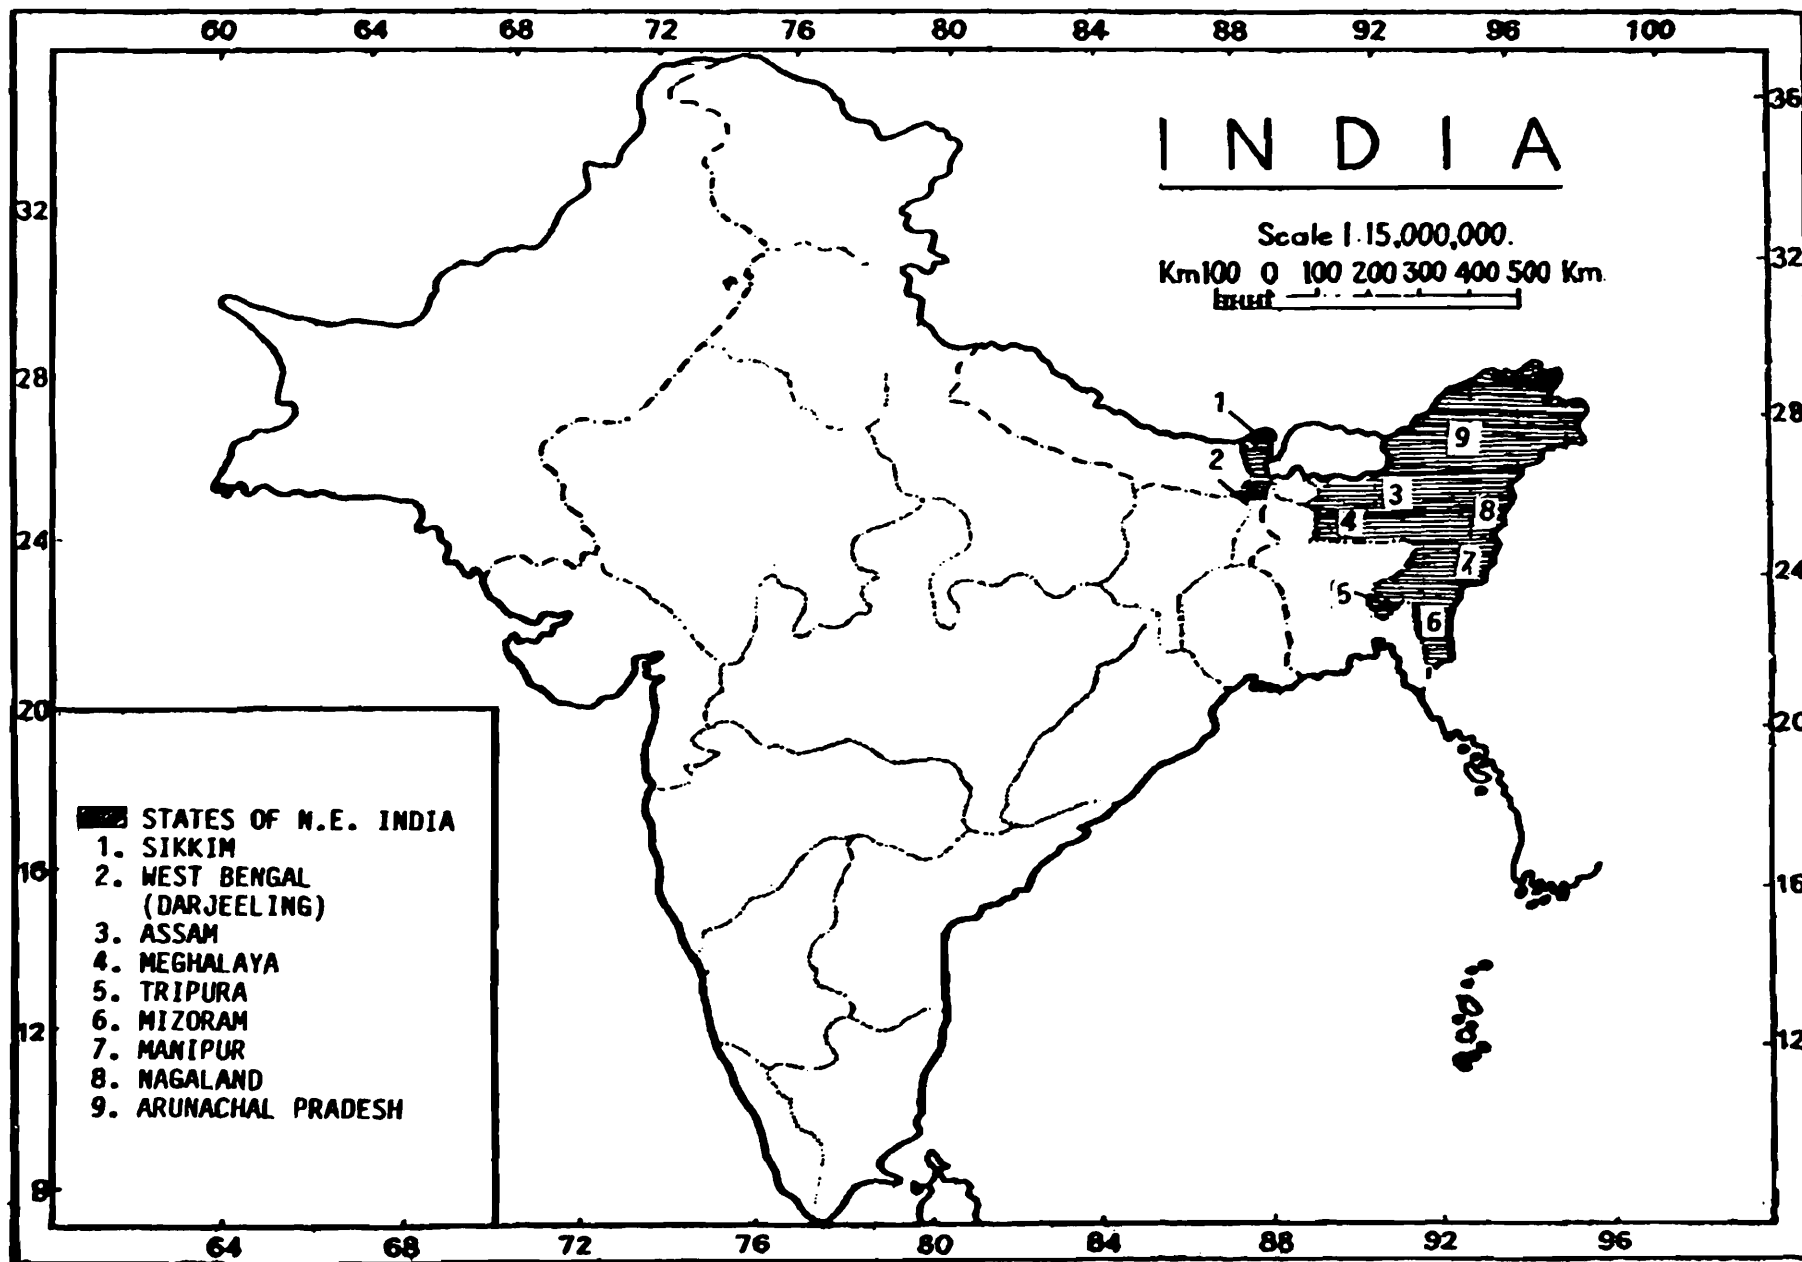 60 64 68 72 76 80 84 88 92 96 100
INDIA
Scale 1:15,000,000.
Km100 0 100 200 300 400 500 Km.
36
32
32
28
28
24
24
20
20
16
16
12
12
8
1
2
9
3
8
4
7
5
6
STATES OF N.E. INDIA
1. SIKKIM
2. WEST BENGAL
(DARJEELING)
3. ASSAM
4. MEGHALAYA
5. TRIPURA
6. MIZORAM
7. MANIPUR
8. NAGALAND
9. ARUNACHAL PRADESH
64 68 72 76 80 84 88 92 96